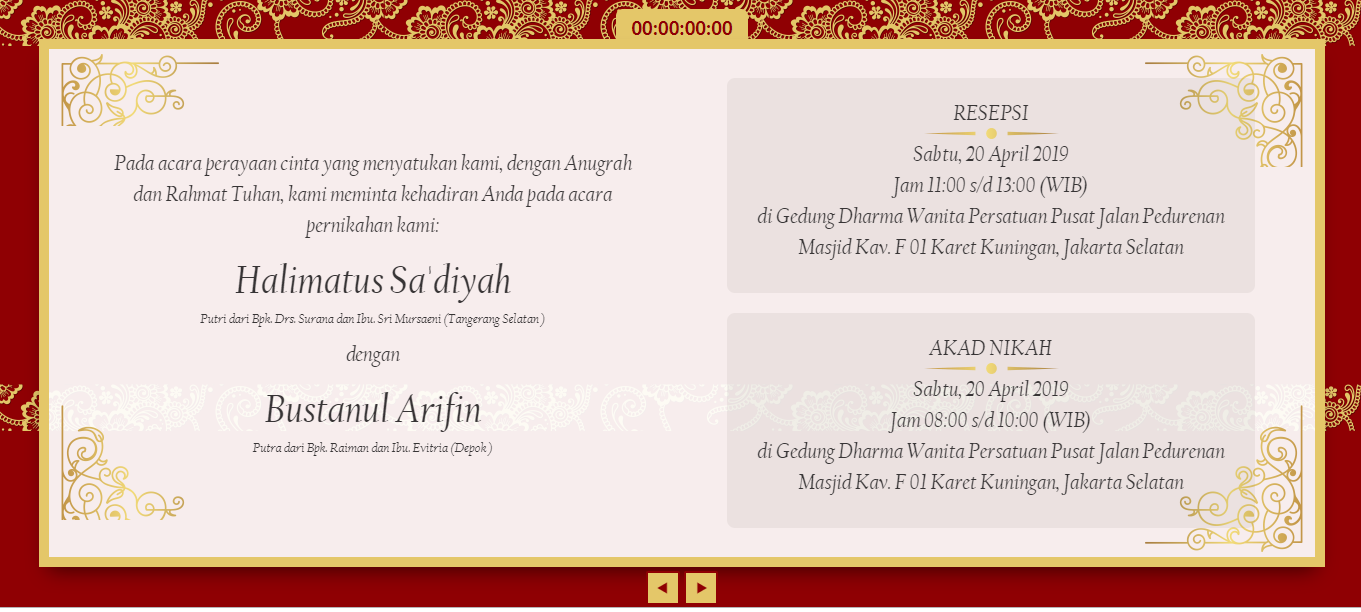 00:00:00:00
Pada acara perayaan cinta yang menyatukan kami, dengan Anugrah
dan Rahmat Tuhan, kami meminta kehadiran Anda pada acara
pernikahan kami:
Halimatus Sa'diyah
Putri dari Bpk. Drs. Surana dan Ibu. Sri Mursaeni (Tangerang Selatan )
dengan
Bustanul Arifin
Putra dari Bpk. Raiman dan Ibu. Evitria (Depok )
RESEPSI
Sabtu, 20 April 2019
Jam 11:00 s/d 13:00 (WIB)
di Gedung Dharma Wanita Persatuan Pusat Jalan Pedurenan
Masjid Kav. F 01 Karet Kuningan, Jakarta Selatan
AKAD NIKAH
Sabtu, 20 April 2019
Jam 08:00 s/d 10:00 (WIB)
di Gedung Dharma Wanita Persatuan Pusat Jalan Pedurenan
Masjid Kav. F 01 Karet Kuningan, Jakarta Selatan